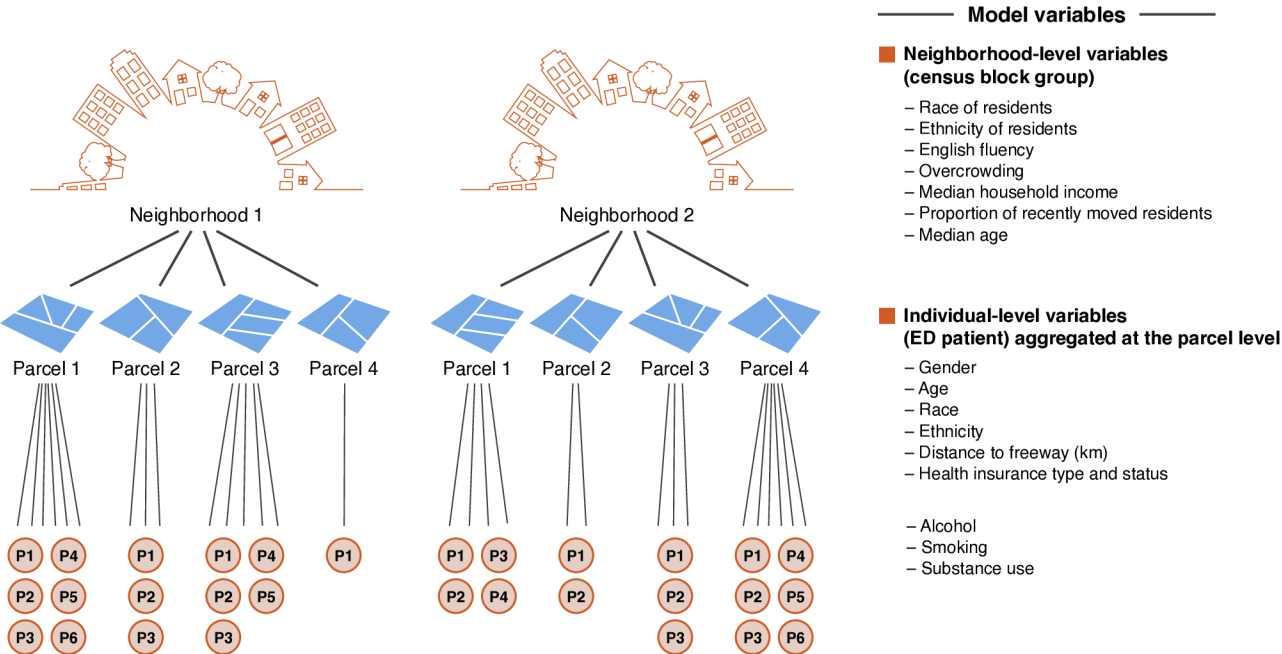 Model variables
Neighborhood-level variables
(census block group)
– Race of residents
– Ethnicity of residents
– English fluency
– Overcrowding
– Median household income
– Proportion of recently moved residents
– Median age
Neighborhood 1
Neighborhood 2
Individual-level variables
(ED patient) aggregated at the parcel level
– Gender
– Age
– Race
– Ethnicity
– Distance to freeway (km)
– Health insurance type and status
– Alcohol
– Smoking
– Substance use
Parcel 1 Parcel 2 Parcel 3 Parcel 4
Parcel 1 Parcel 2 Parcel 3 Parcel 4
P1 P4 P1 P1 P4 P1
P2 P5 P2 P2 P5
P3 P6 P3 P3
P1 P3 P1 P1 P1 P4
P2 P4 P2 P2 P2 P5
P3 P3 P6